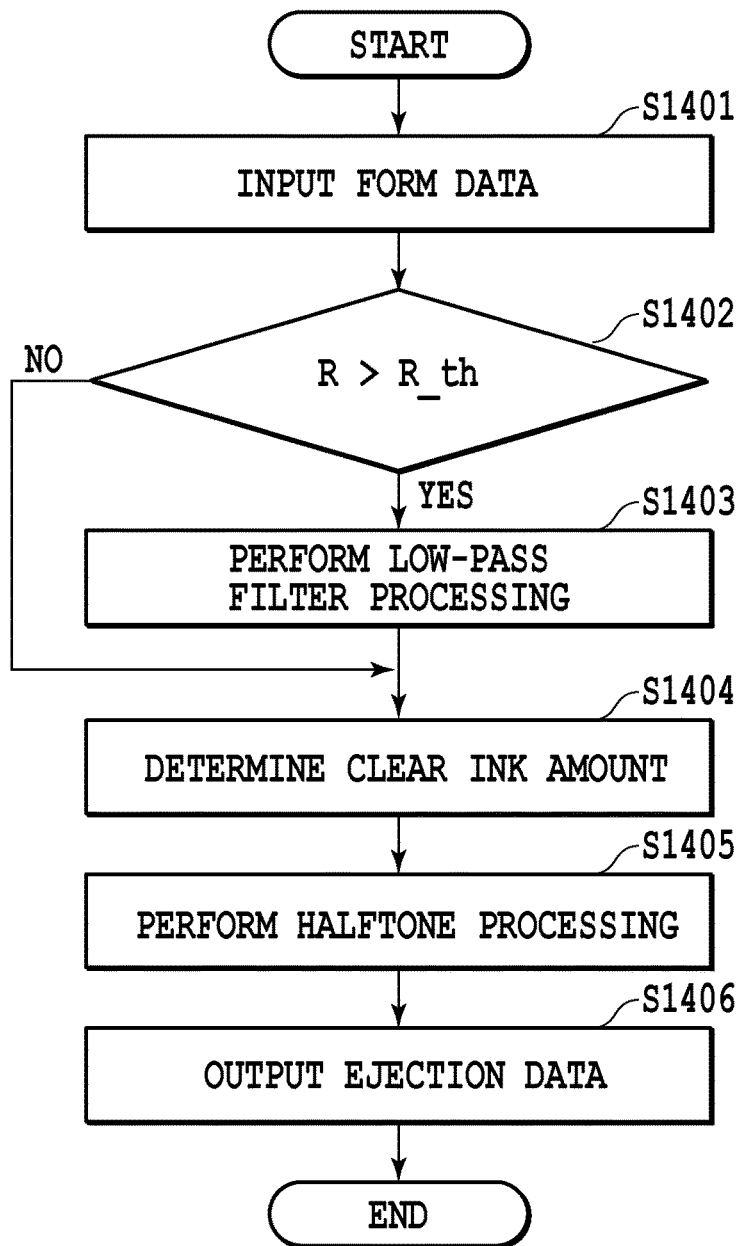 START
S1401
INPUT FORM DATA
S1402
NO
R > R_th
YES
S1403
PERFORM LOW-PASS
FILTER PROCESSING
S1404
DETERMINE CLEAR INK AMOUNT
S1405
PERFORM HALFTONE PROCESSING
S1406
OUTPUT EJECTION DATA
END